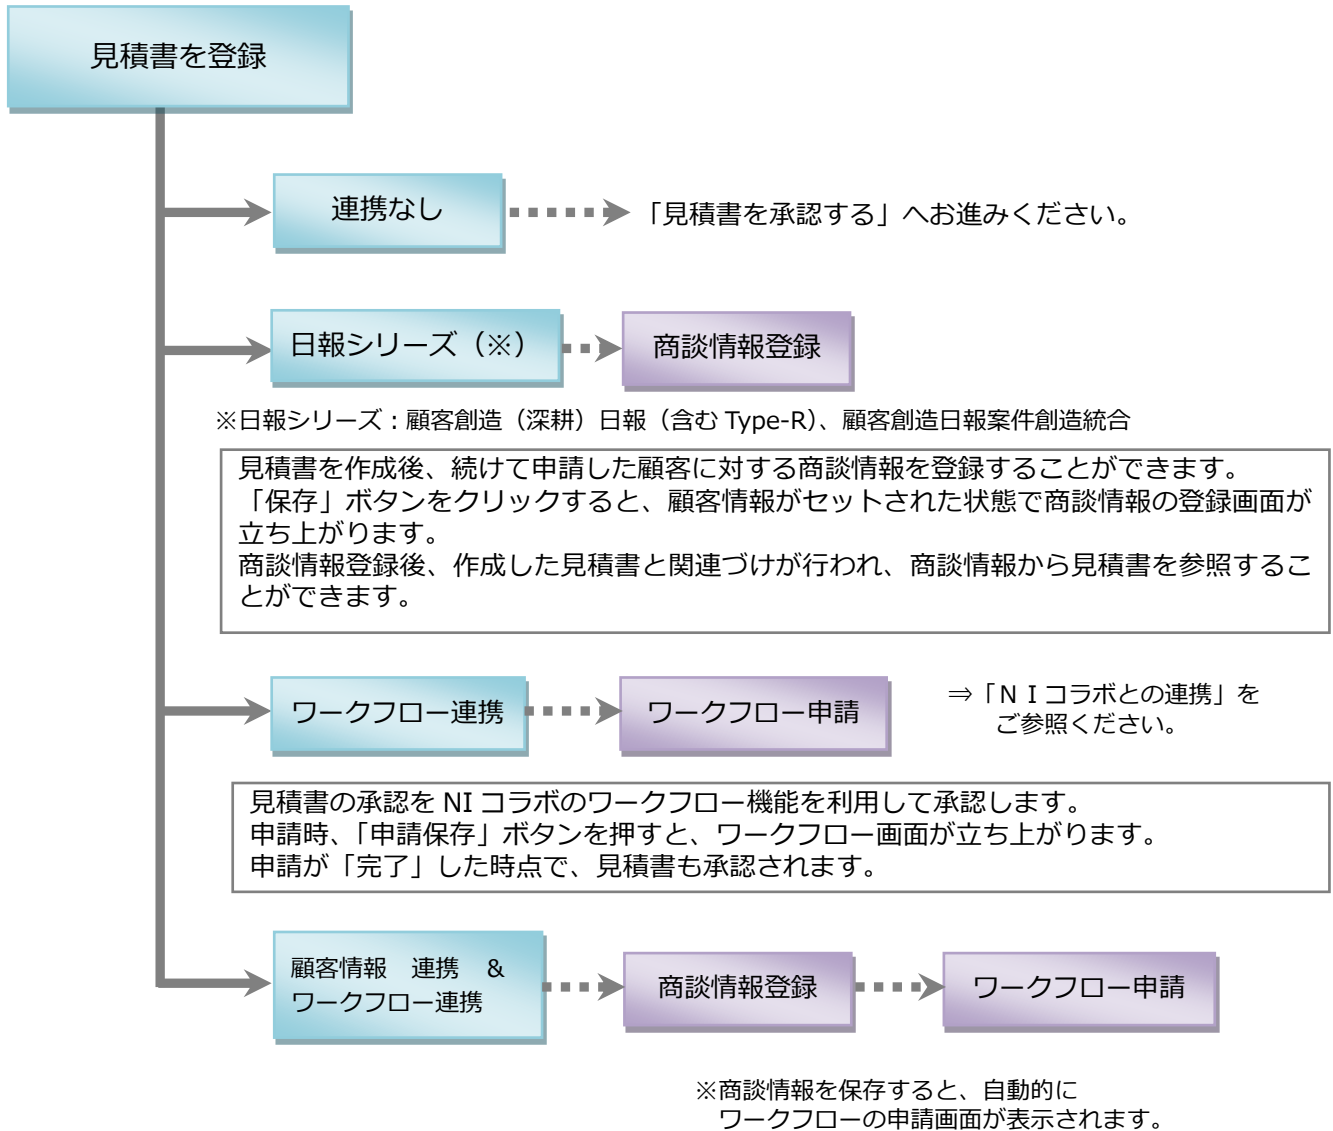 見積書を登録
連携なし
「見積書を承認する」へお進みください。
日報シリーズ（※）
商談情報登録
※日報シリーズ：顧客創造（深耕）日報（含む Type-R）、顧客創造日報案件創造統合
見積書を作成後、続けて申請した顧客に対する商談情報を登録することができます。
「保存」ボタンをクリックすると、顧客情報がセットされた状態で商談情報の登録画面が
立ち上がります。
商談情報登録後、作成した見積書と関連づけが行われ、商談情報から見積書を参照するこ
とができます。
ワークフロー連携
ワークフロー申請
⇒「ＮＩコラボとの連携」を
ご参照ください。
見積書の承認を NI コラボのワークフロー機能を利用して承認します。
申請時、「申請保存」ボタンを押すと、ワークフロー画面が立ち上がります。
申請が「完了」した時点で、見積書も承認されます。
顧客情報　連携　＆
ワークフロー連携
商談情報登録
ワークフロー申請
※商談情報を保存すると、自動的に
ワークフローの申請画面が表示されます。